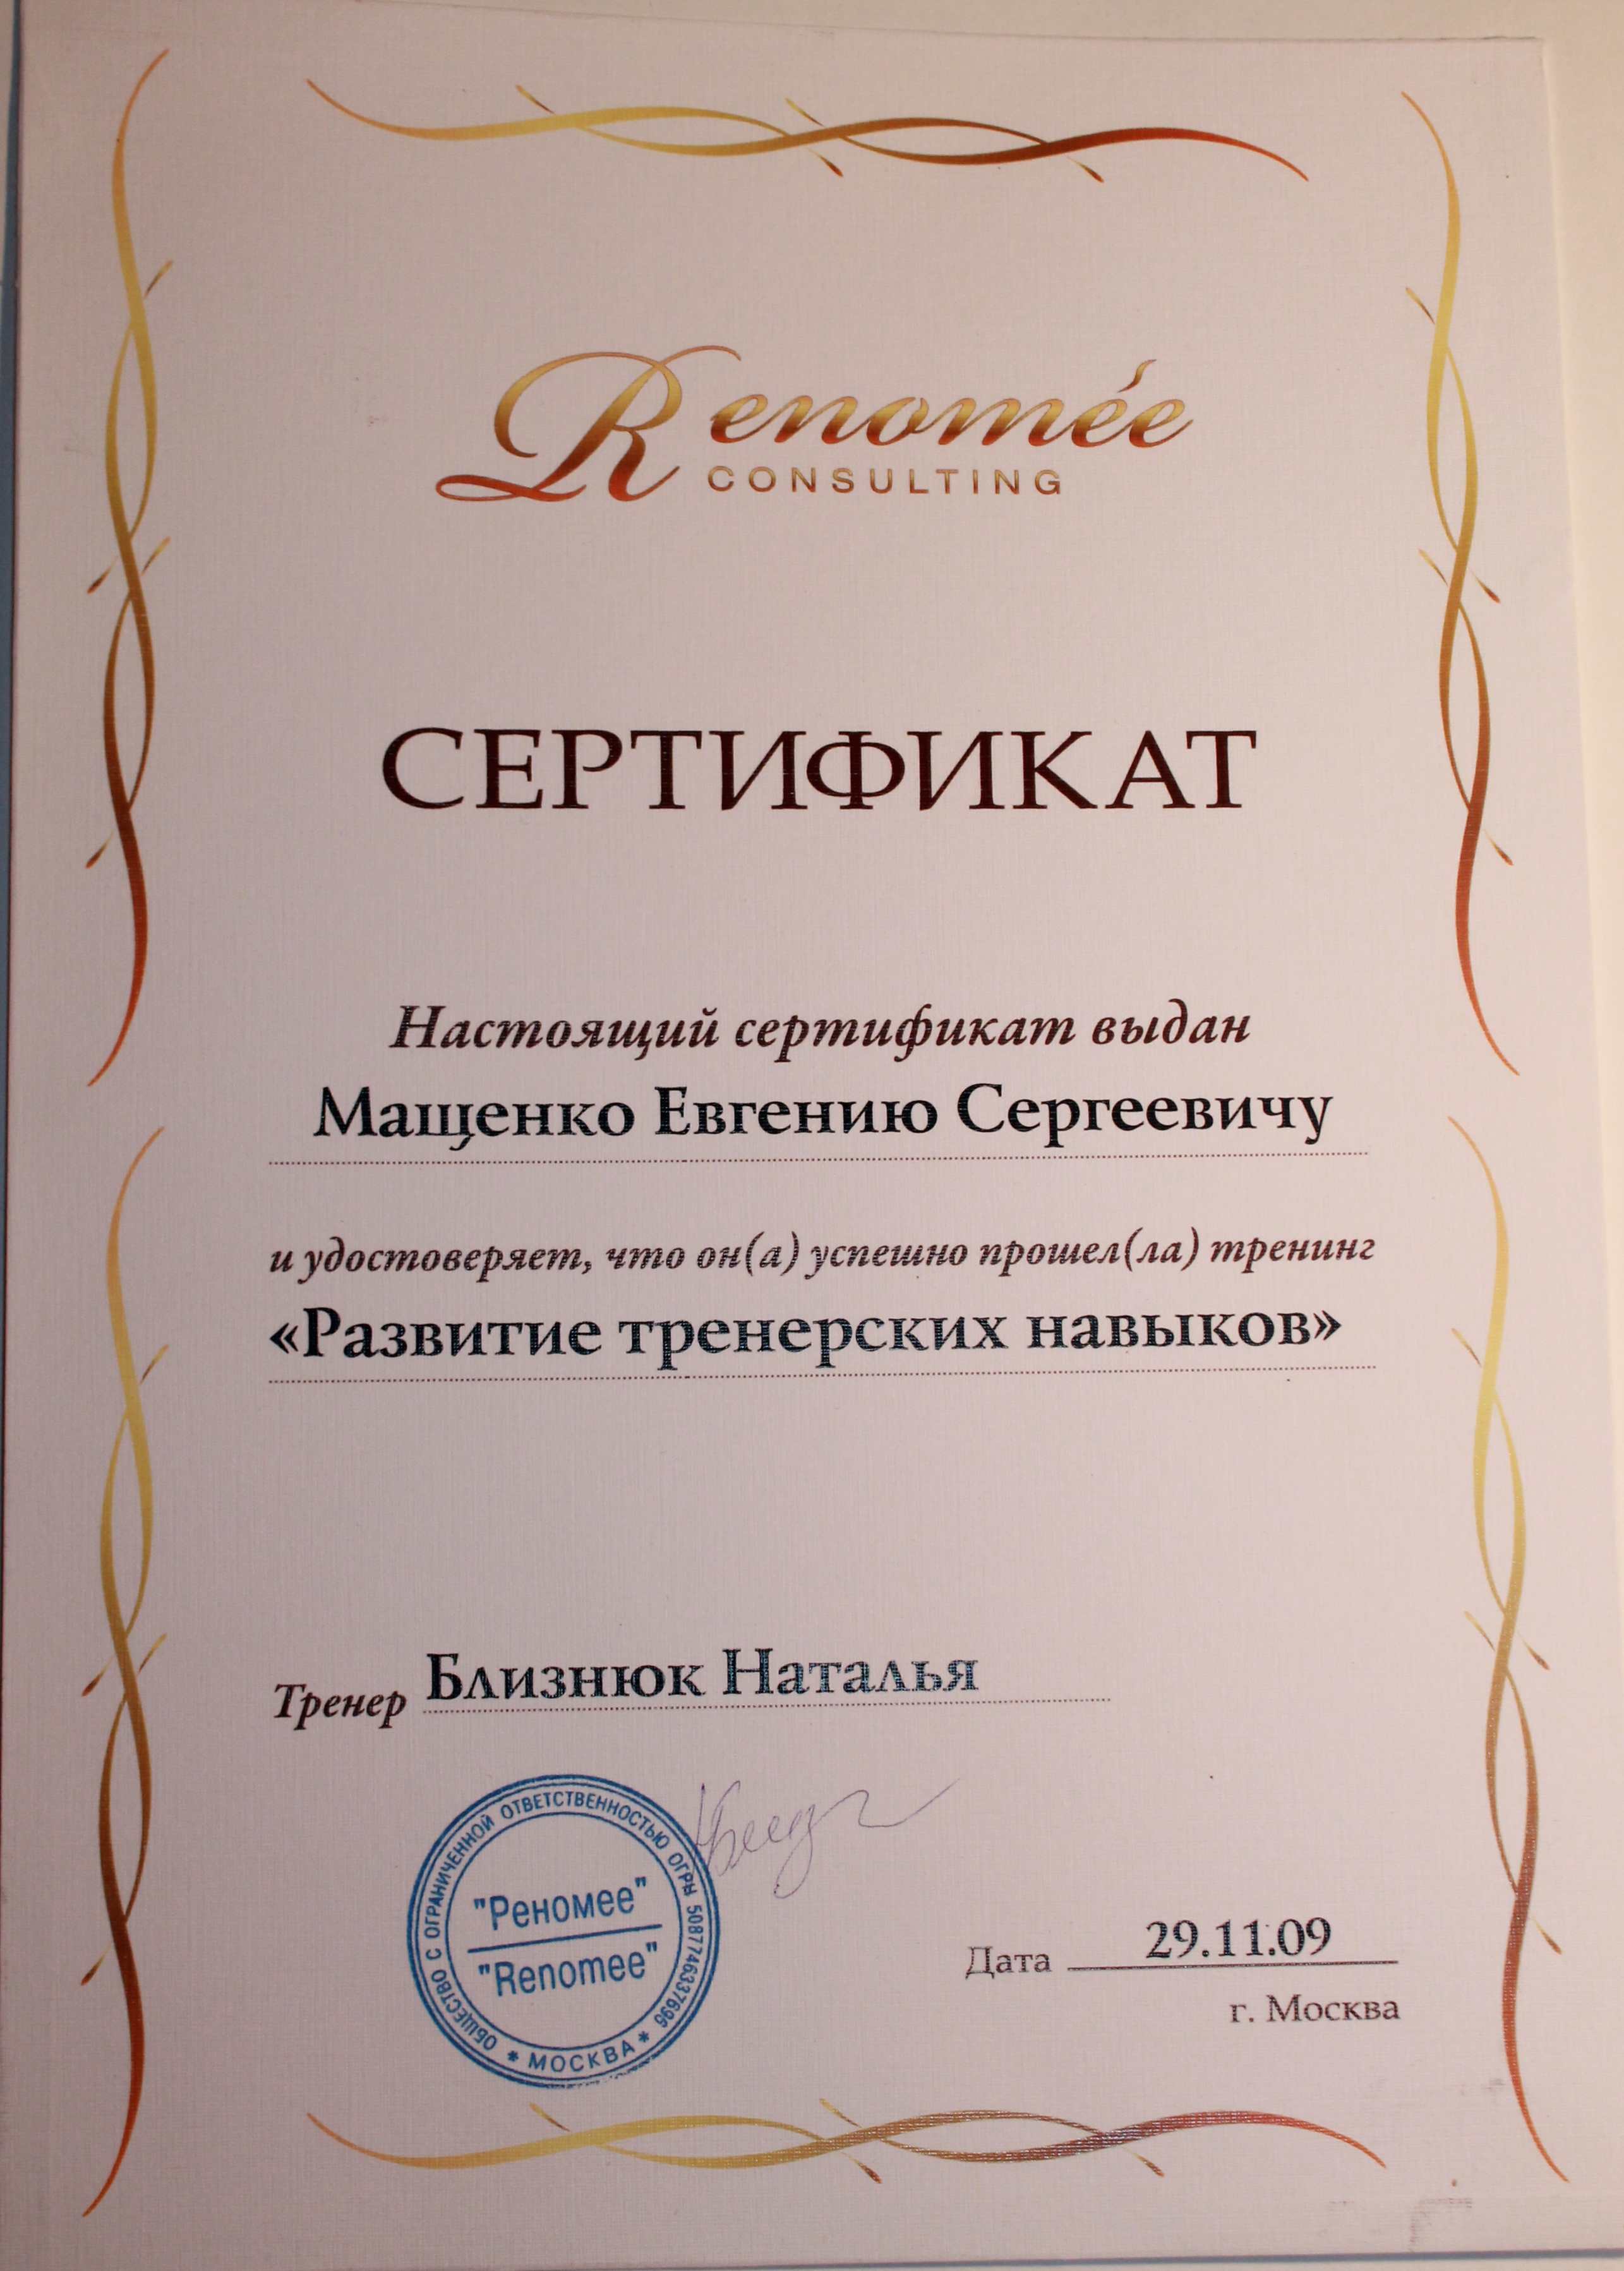 Renomée
CONSULTING
СЕРТИФИКАТ
Настоящий сертификат выдан
Мащенко Евгению Сергеевичу
и удостоверяет, что он(а) успешно прошел(ла) тренинг
«Развитие тренерских навыков»
Тренер Близнюк Наталья
ОБЩЕСТВО С ОГРАНИЧЕННОЙ ОТВЕТСТВЕННОСТЬЮ ОГРН 5087746337696
"Реномее"
"Renomee"
* МОСКВА *
Дата 29.11.09
г. Москва